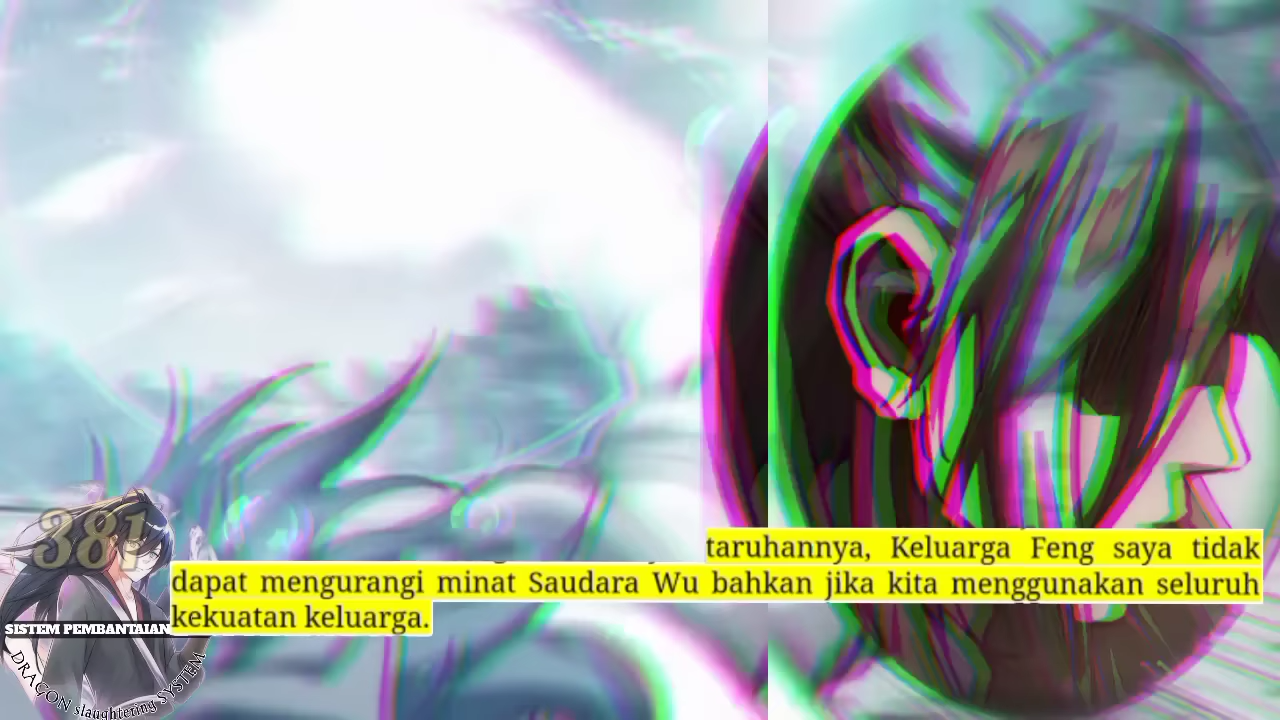 taruhannya, Keluarga Feng saya tidak
dapat mengurangi minat Saudara Wu bahkan jika kita menggunakan seluruh
kekuatan keluarga.
381
SISTEM PEMBANTAIAN
DRAGON slaughtering SYSTEM